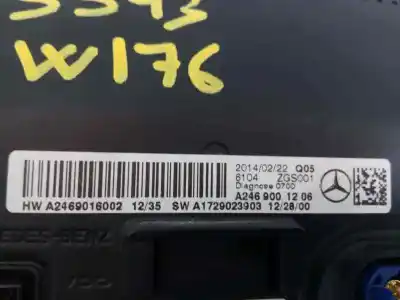 W176
2014/02/22 Q05
6104 ZGS001
Diagnose 0700
A246 900 12 06
HW A2469016002 12/35 SW A1729023903 12/28/00